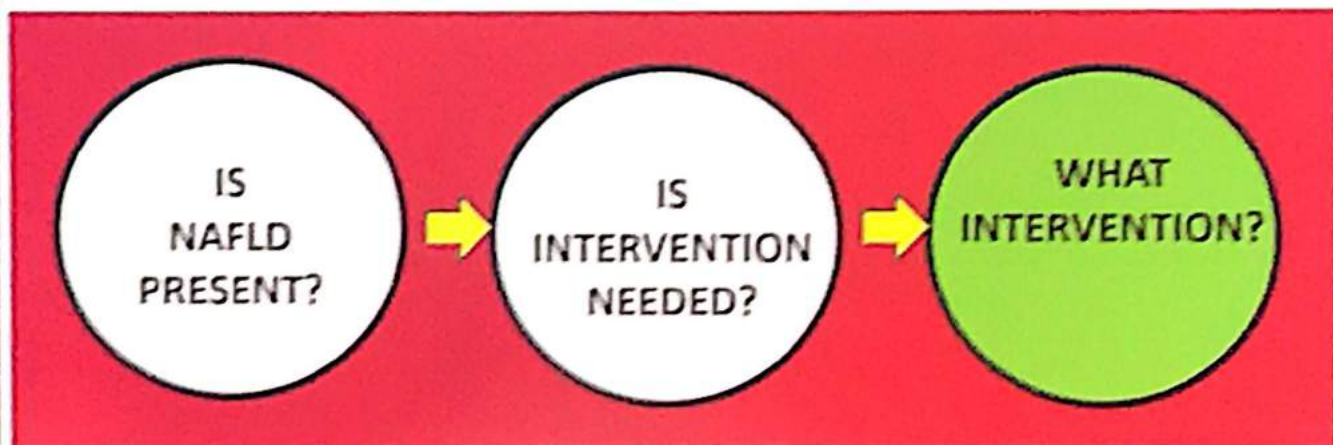 IS
NAFLD
PRESENT?
IS
INTERVENTION
NEEDED?
WHAT
INTERVENTION?